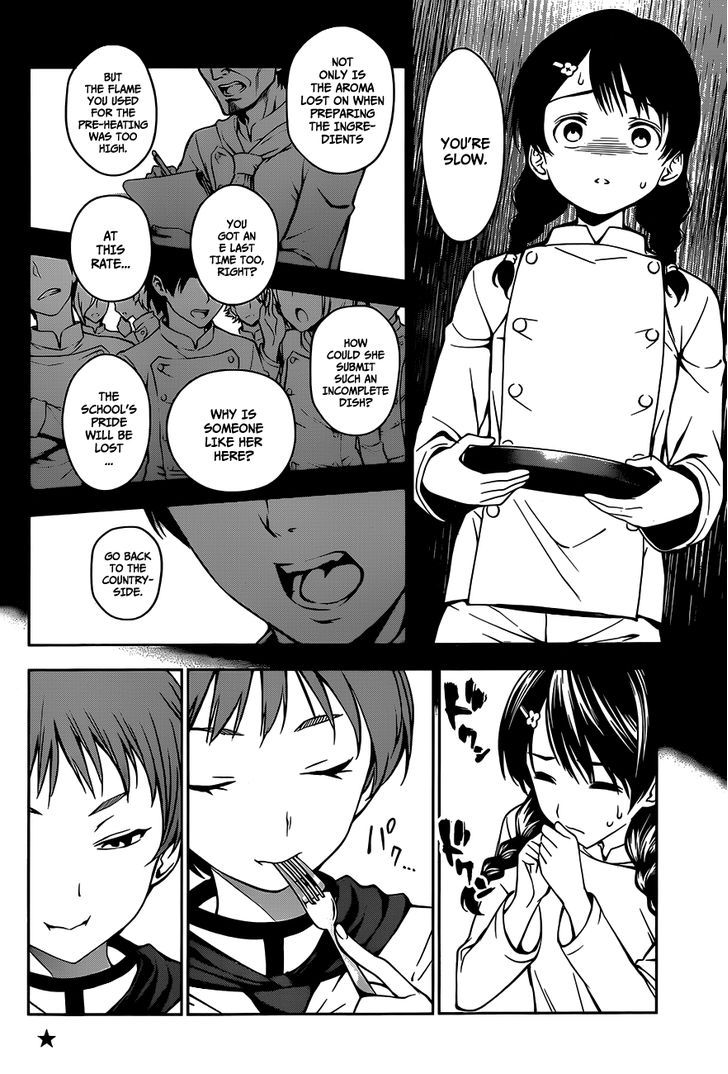 YOU'RE
SLOW.
NOT
ONLY IS
THE AROMA
LOST ON WHEN
PREPARING
THE INGRE-
DIENTS
BUT
THE FLAME
YOU USED
FOR THE
PRE-HEATING
WAS TOO
HIGH.
YOU
GOT AN
E LAST
TIME TOO,
RIGHT?
AT
THIS
RATE...
HOW
COULD SHE
SUBMIT
SUCH AN
INCOMPLETE
DISH?
WHY IS
SOMEONE
LIKE HER
HERE?
THE
SCHOOL'S
PRIDE
WILL BE
LOST
...
GO BACK
TO THE
COUNTRY-
SIDE.
ドクン
ドクン
パク...